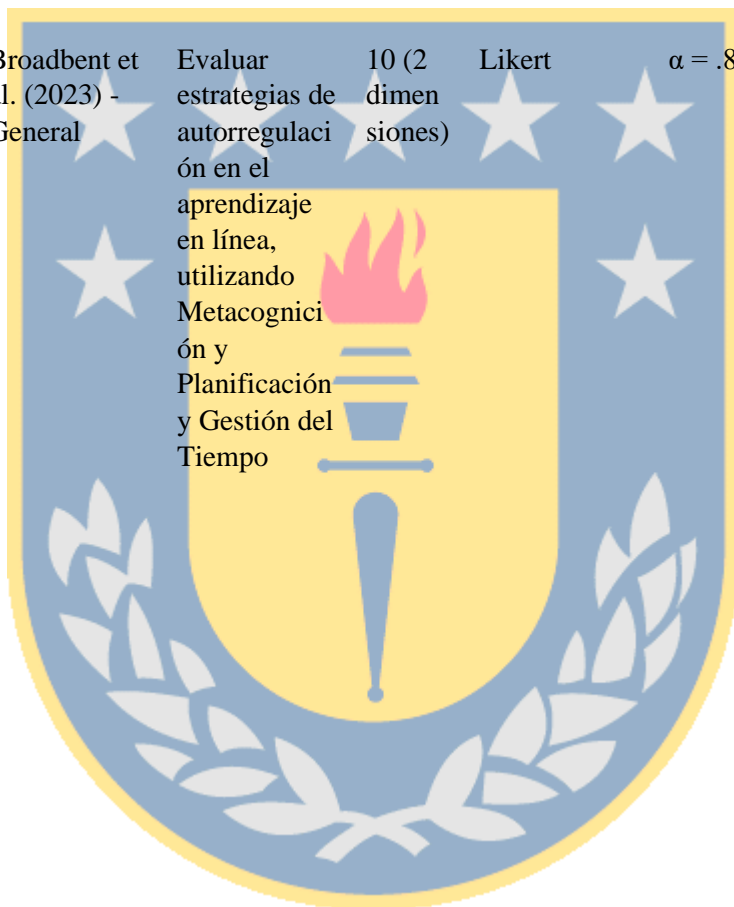 Broadbent et Evaluar 10 (2 Likert α = .8
al. (2023) - estrategias de dimen
General autorregulaci siones)
ón en el
aprendizaje
en línea,
utilizando
Metacognici
ón y
Planificación
y Gestión del
Tiempo